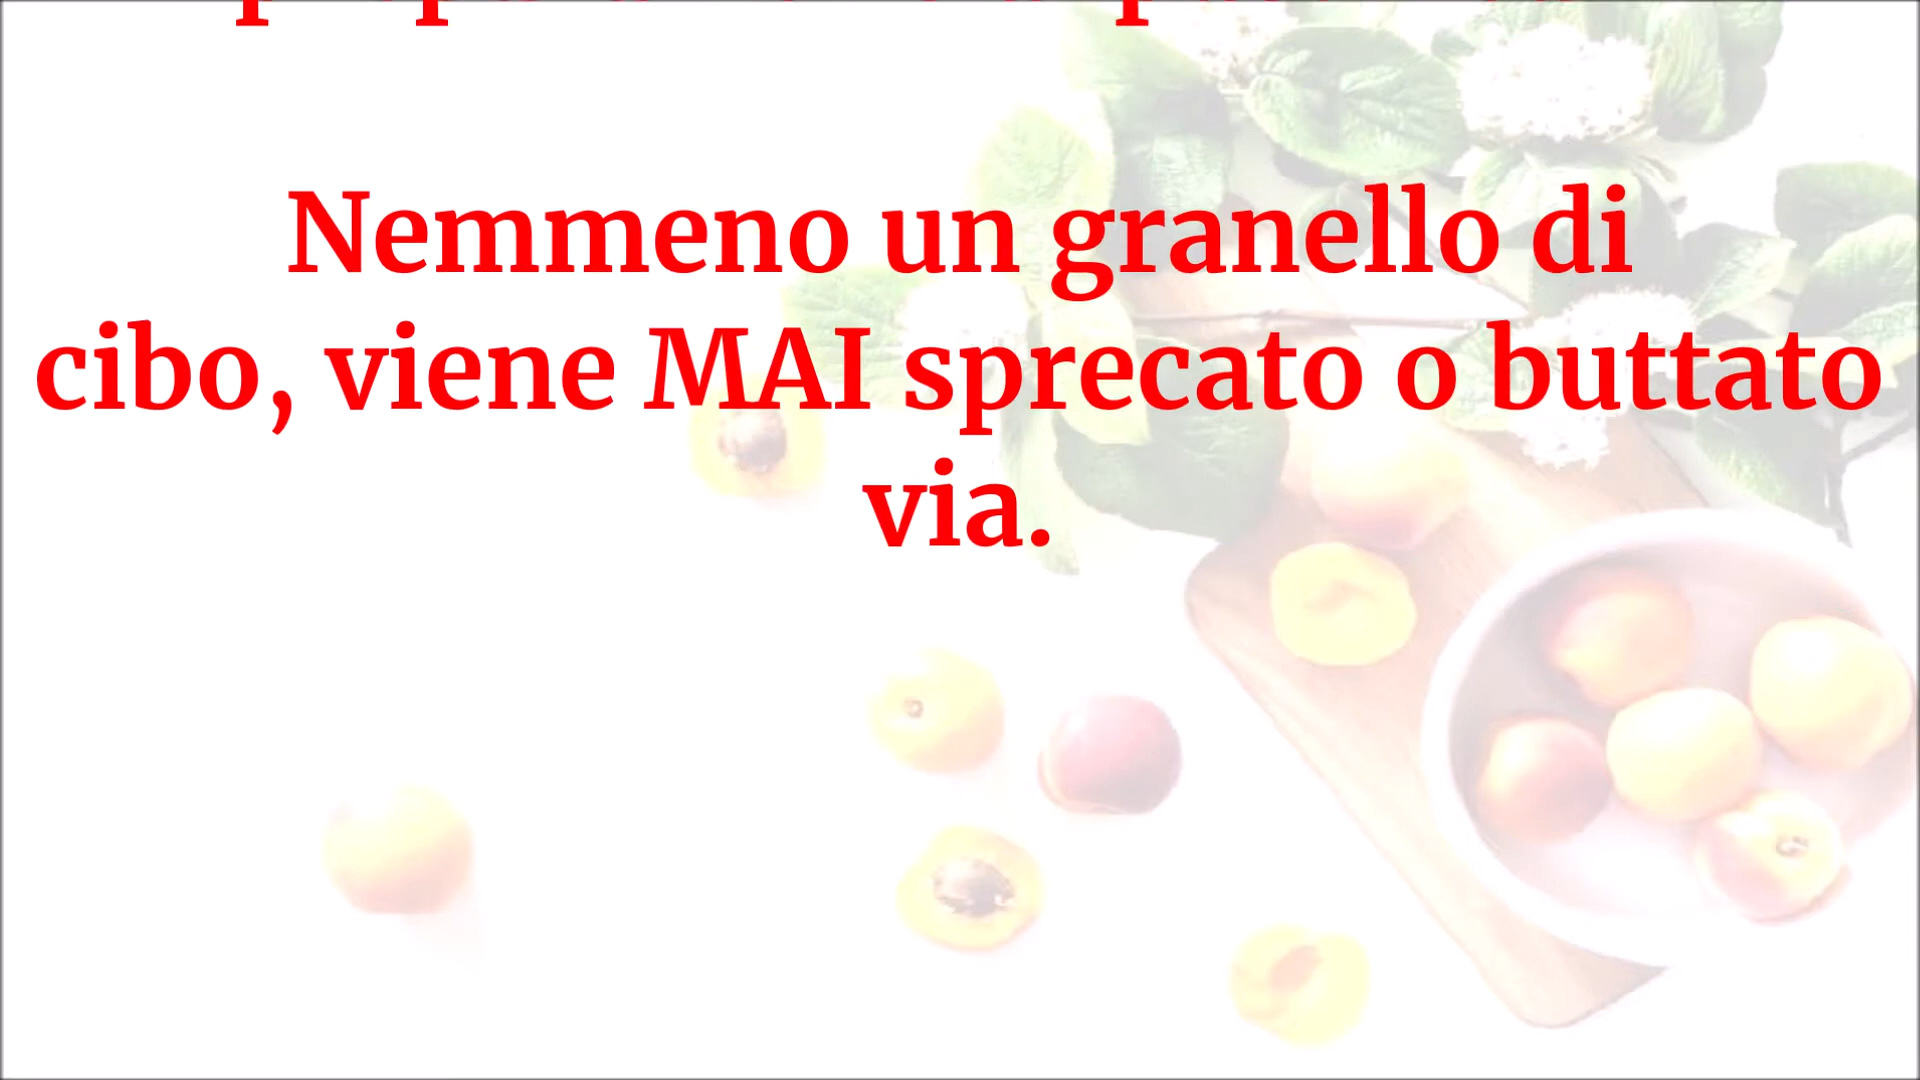 Nemmeno un granello di
cibo, viene MAI sprecato o buttato
via.